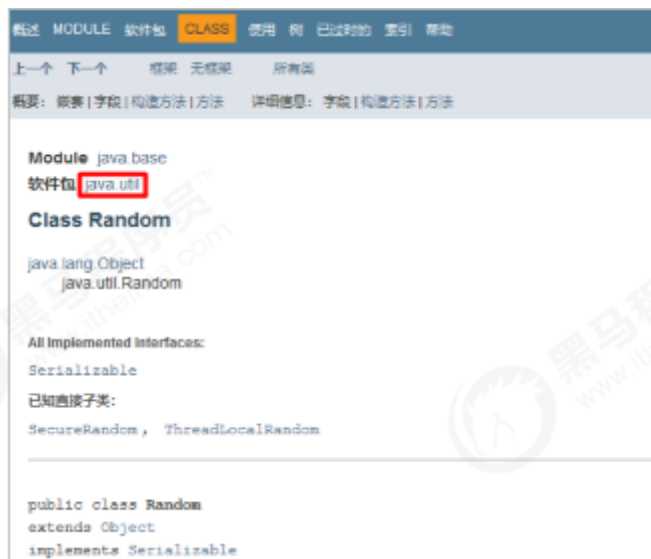 概述 MODULE 软件包 CLASS 使用 树 已过时的 索引 帮助
上一个 下一个 框架 无框架 所有类
概要: 嵌套|字段|构造方法|方法 详细信息: 字段|构造方法|方法
Module java.base
软件包 java.util
Class Random
java.lang.Object
java.util.Random
All Implemented Interfaces:
Serializable
已知直接子类:
SecureRandom, ThreadLocalRandom
public class Random
extends Object
implements Serializable